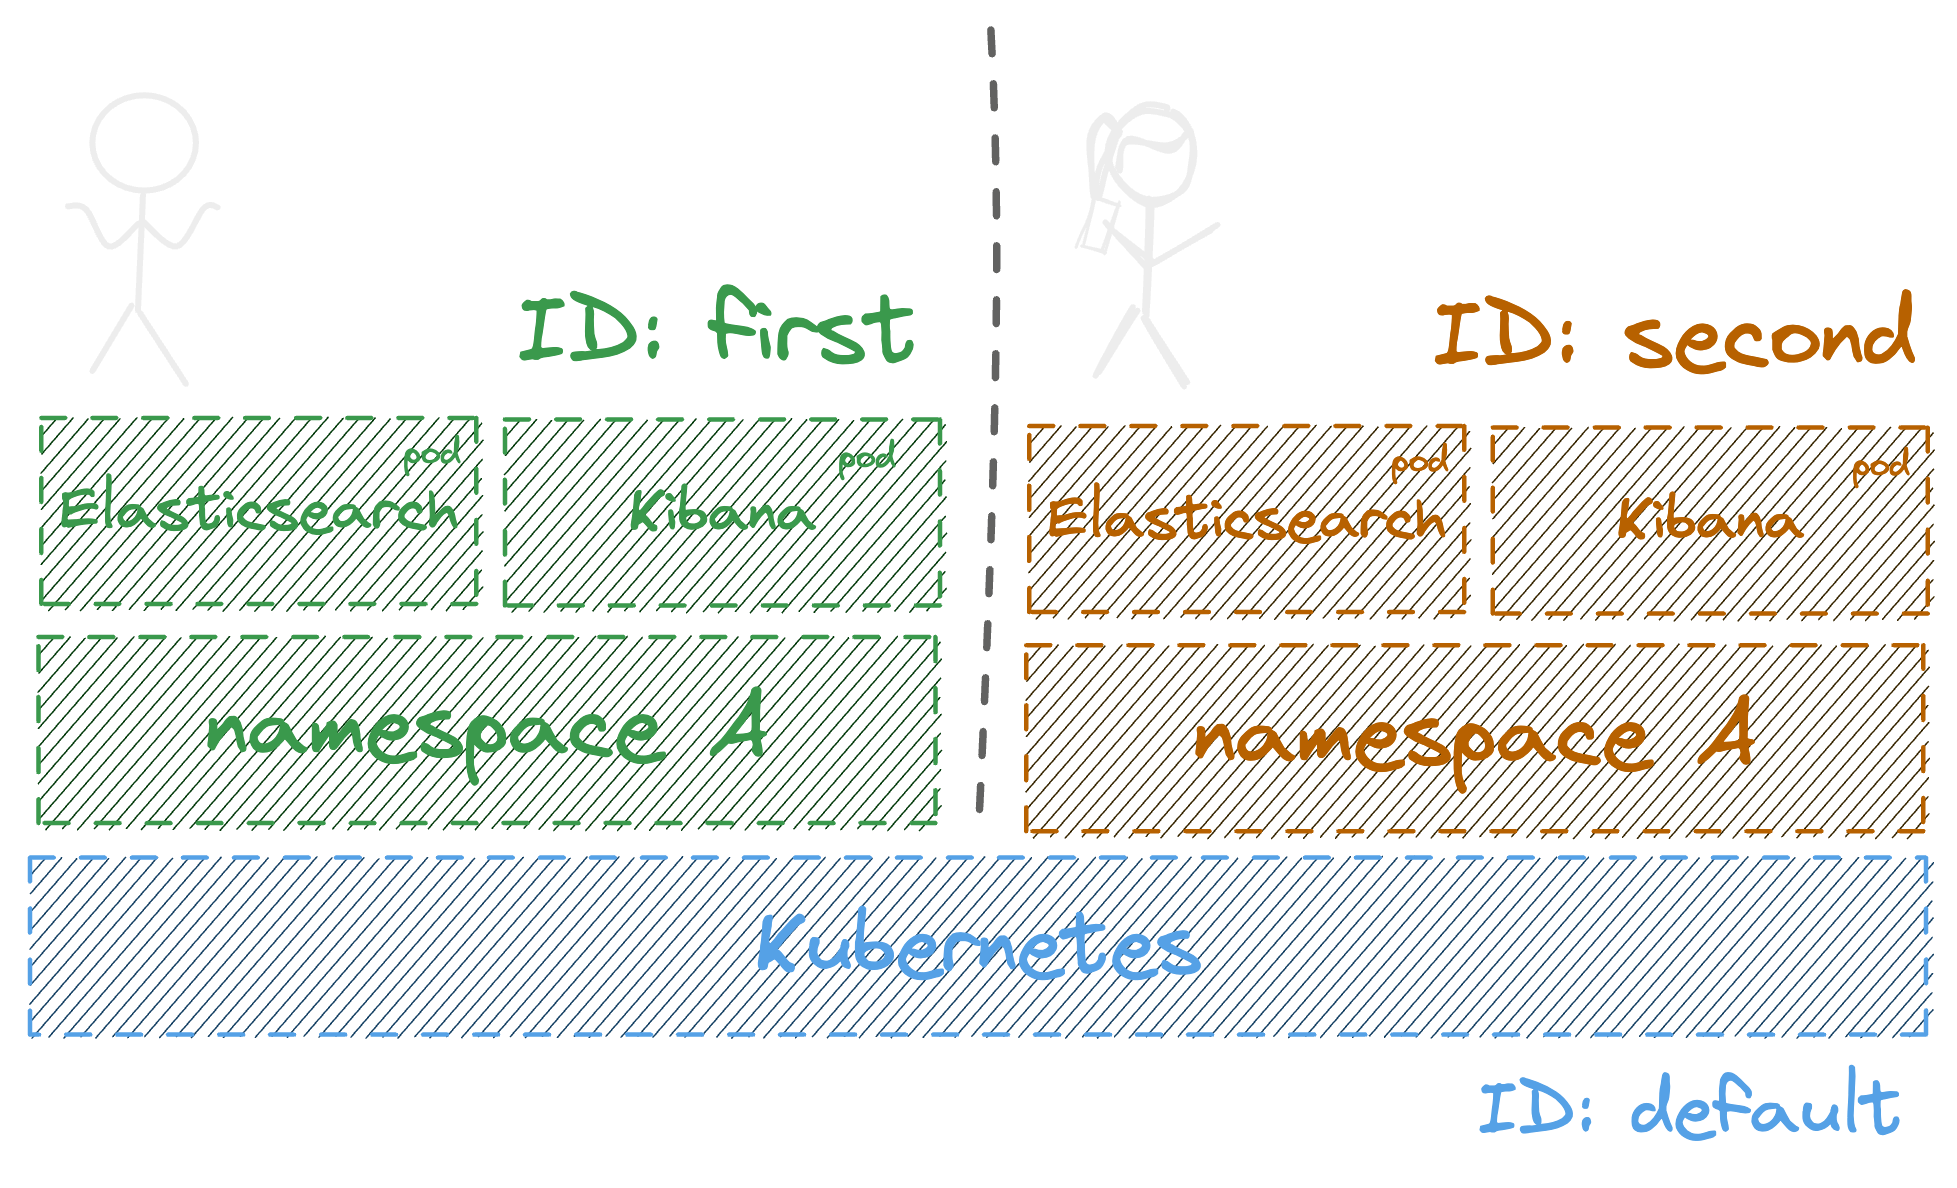 ID: first
ID: second
pod
Elasticsearch
pod
Kibana
pod
Elasticsearch
pod
Kibana
namespace A
namespace A
Kubernetes
ID: default